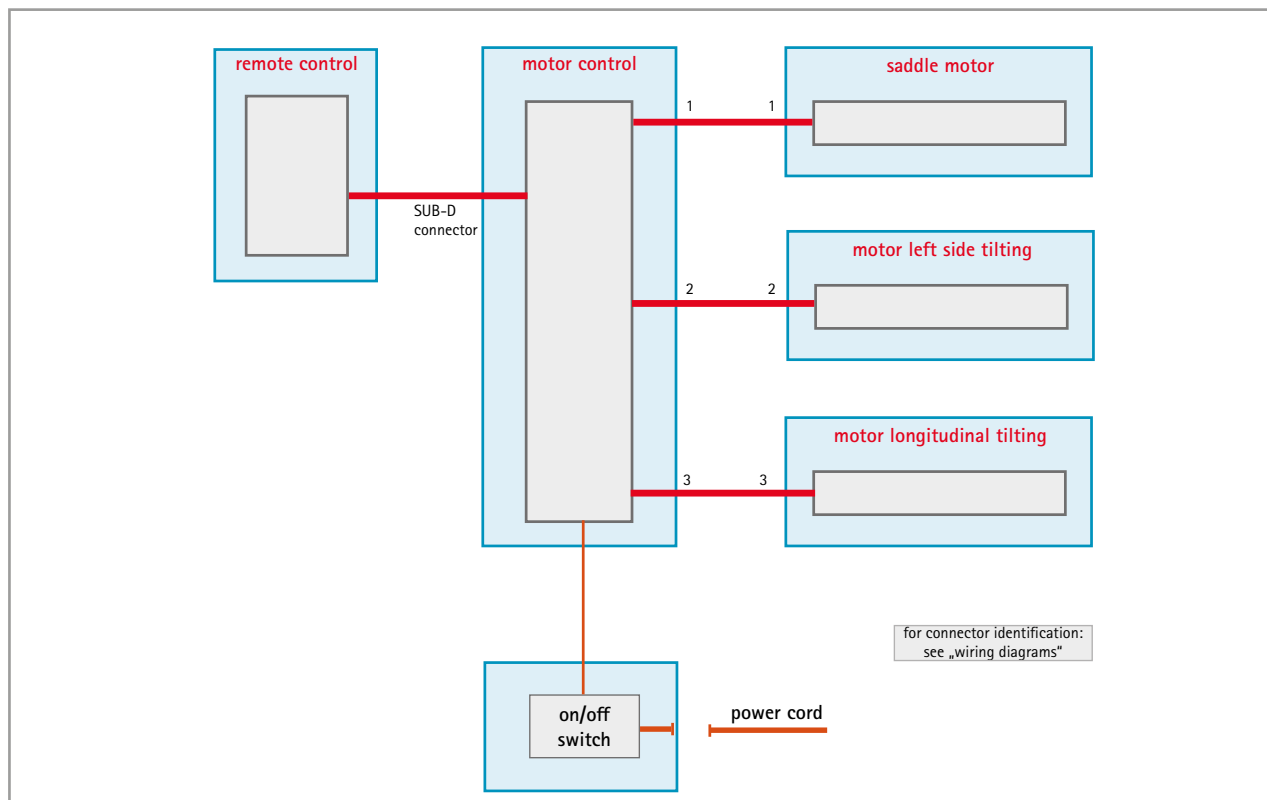 remote control
motor control
saddle motor
1 1
SUB-D
connector
motor left side tilting
2 2
motor longitudinal tilting
3 3
for connector identification:
see „wiring diagrams“
on/off
switch
power cord